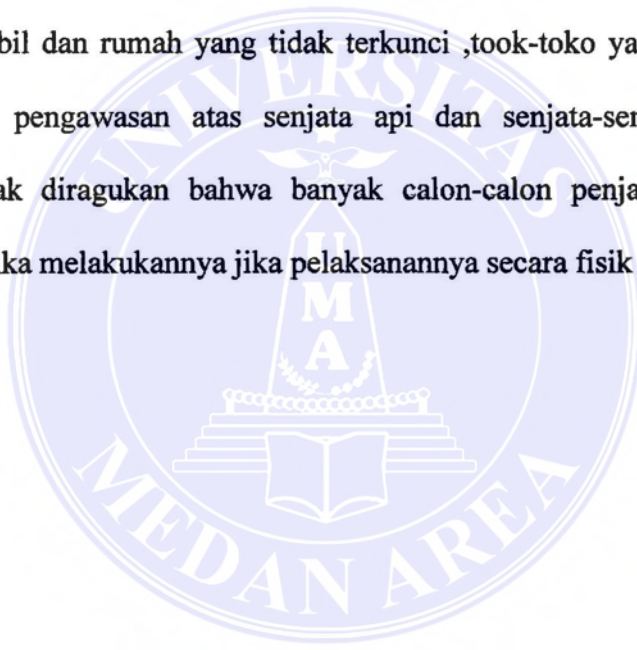 bil dan rumah yang tidak terkunci ,took-toko ya
pengawasan atas senjata api dan senjata-sen
ak diragukan bahwa banyak calon-calon penja
ka melakukannya jika pelaksanannya secara fisik
UNIVERSITAS
UMA
MEDAN AREA